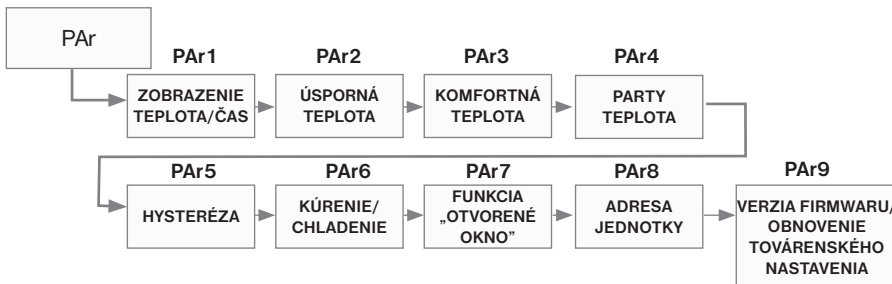 PAr
PAr1
ZOBRAZENIE
TEPLOTA/ČAS
PAr2
ÚSPORNÁ
TEPLOTA
PAr3
KOMFORTNÁ
TEPLOTA
PAr4
PARTY
TEPLOTA
PAr5
HYSTERÉZA
PAr6
KÚRENIE/
CHLADENIE
PAr7
FUNKCIA
„OTVORENÉ
OKNO”
PAr8
ADRESA
JEDNOTKY
PAr9
VERZIA FIRMWARU/
OBNOVENIE
TOVÁRENSKÉHO
NASTAVENIA